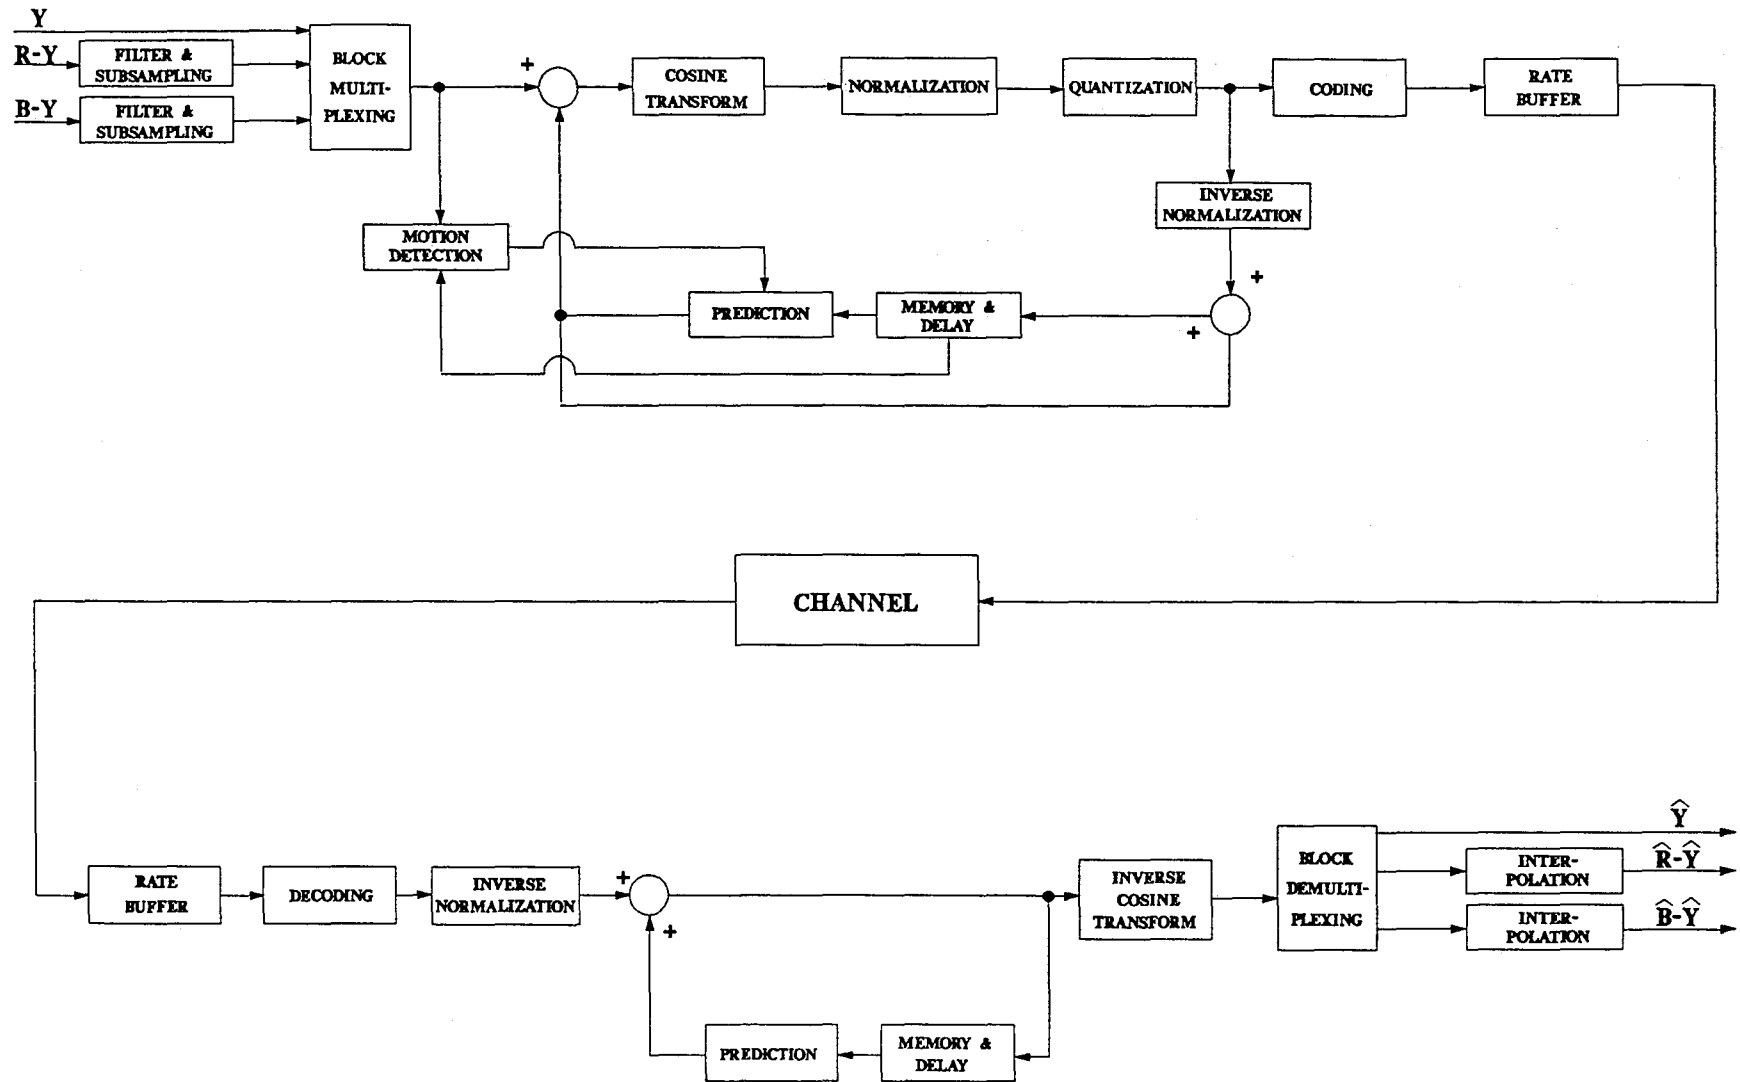 Y
R-Y
FILTER &
SUBSAMPLING
B-Y
FILTER &
SUBSAMPLING
BLOCK
MULTI-
PLEXING
+
COSINE
TRANSFORM
NORMALIZATION
QUANTIZATION
CODING
RATE
BUFFER
INVERSE
NORMALIZATION
MOTION
DETECTION
+
+
PREDICTION
MEMORY &
DELAY
CHANNEL
RATE
BUFFER
DECODING
INVERSE
NORMALIZATION
+
+
INVERSE
COSINE
TRANSFORM
BLOCK
DEMULTI-
PLEXING
Ŷ
INTER-
POLATION
R̂-Ŷ
INTER-
POLATION
B̂-Ŷ
PREDICTION
MEMORY &
DELAY